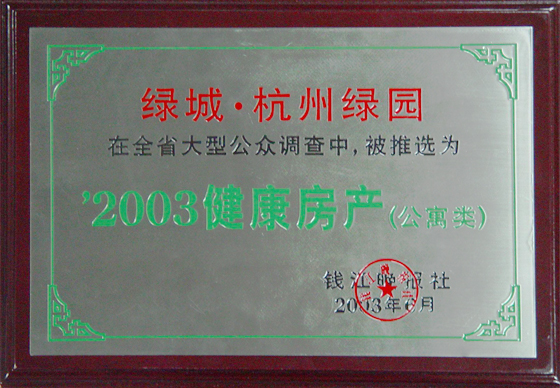 绿城·杭州绿园
在全省大型公众调查中，被推选为
'2003健康房产(公寓类)
钱江晚报社
2003年6月